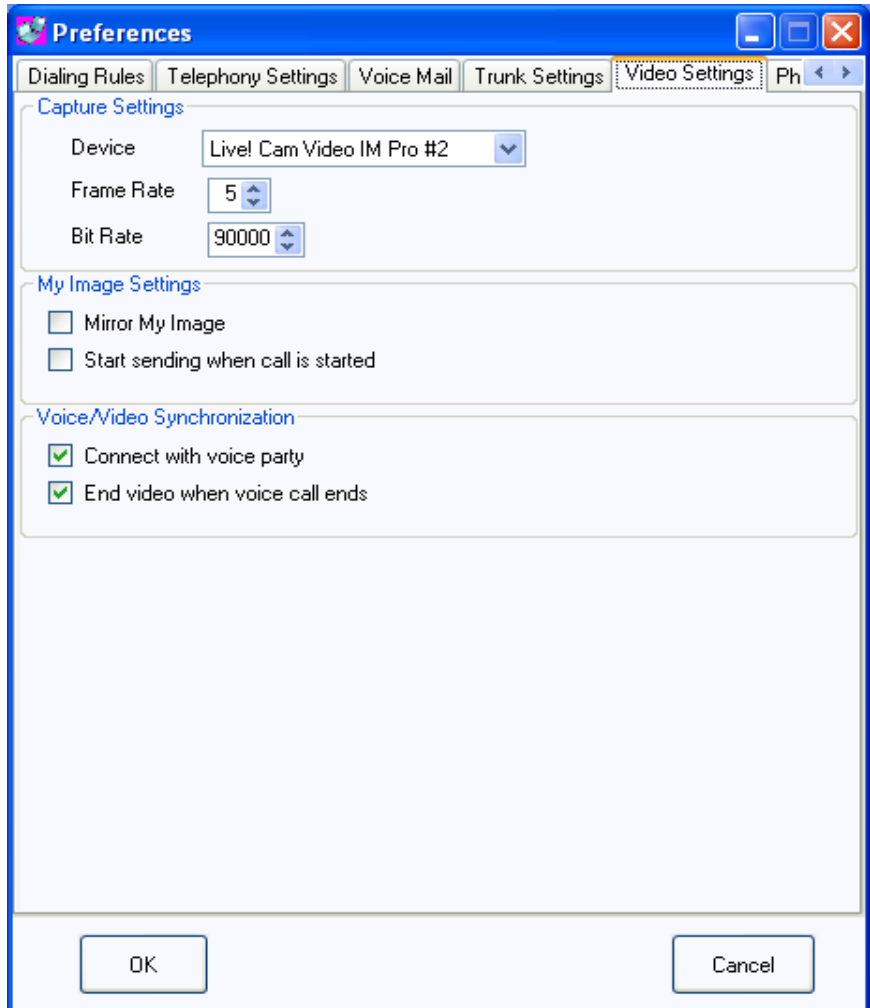 Preferences
Dialing Rules Telephony Settings Voice Mail Trunk Settings Video Settings Ph
Capture Settings
Device Live! Cam Video IM Pro #2
Frame Rate 5
Bit Rate 90000
My Image Settings
Mirror My Image
Start sending when call is started
Voice/Video Synchronization
Connect with voice party
End video when voice call ends
OK Cancel